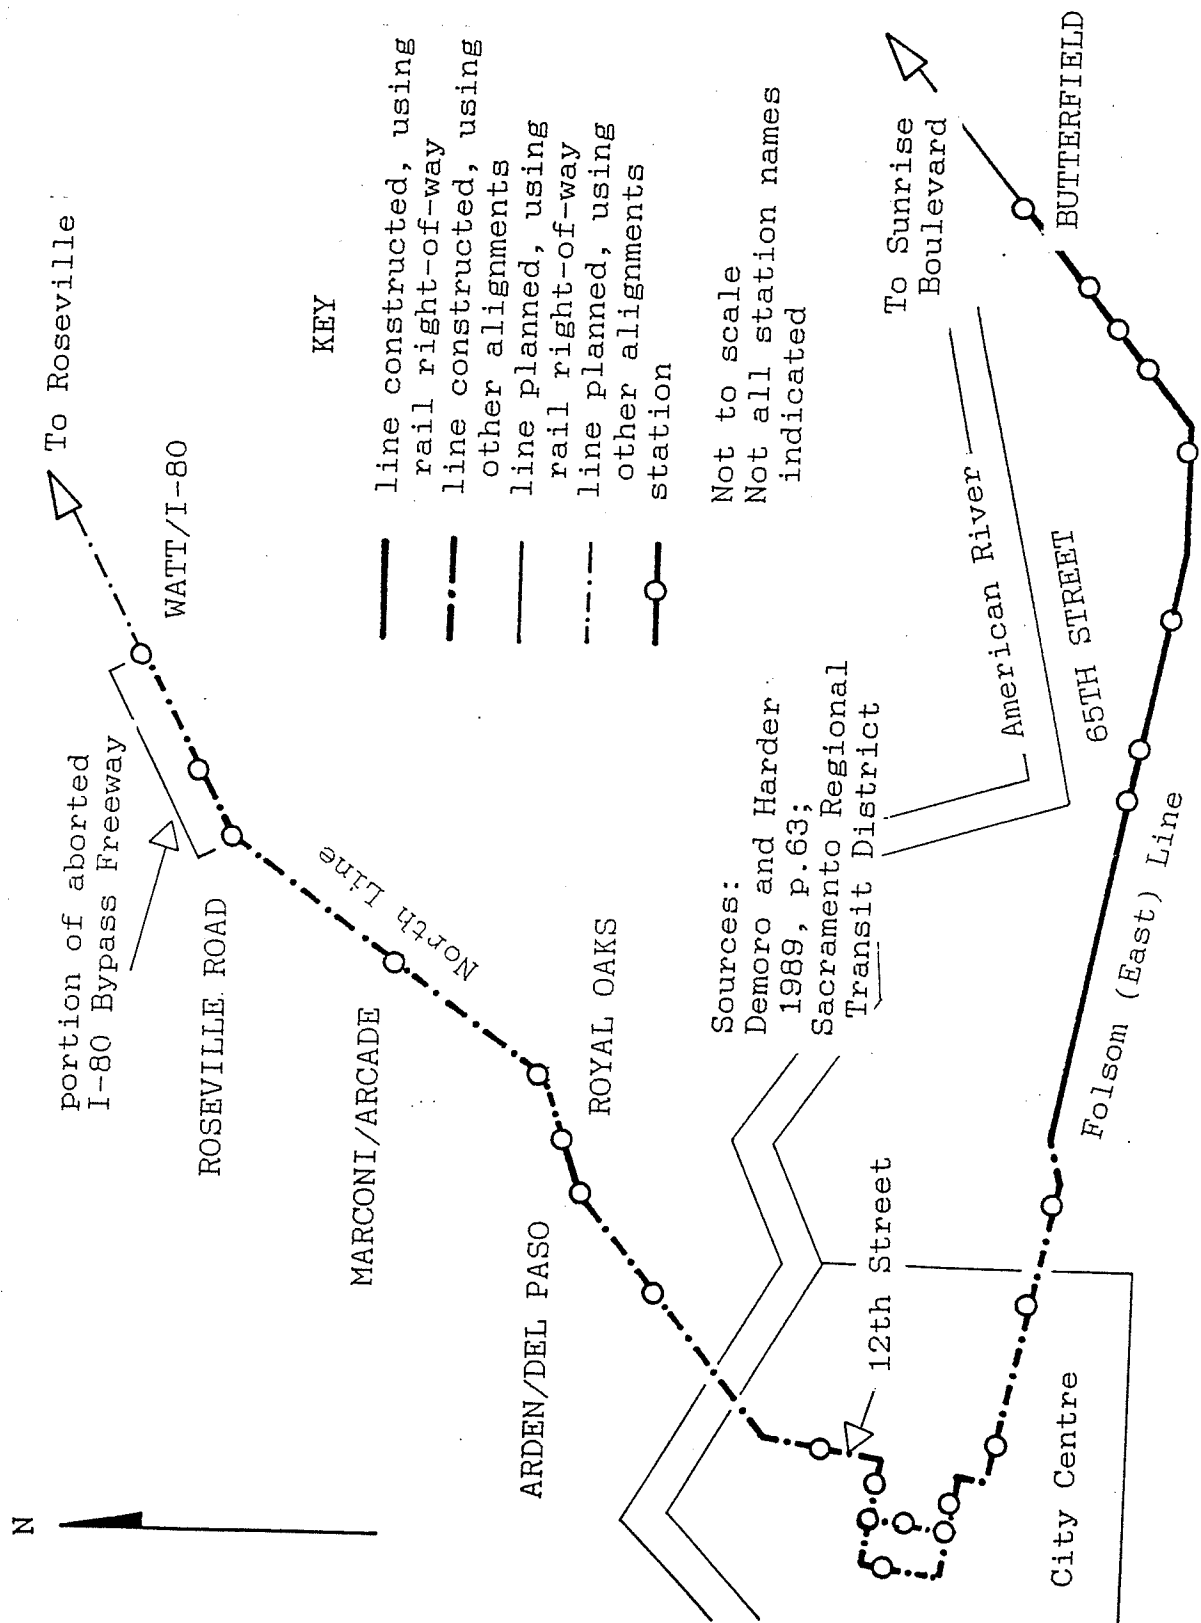 N
To Roseville
portion of aborted
I-80 Bypass Freeway
WATT/I-80
ROSEVILLE ROAD
North Line
MARCONI/ARCADE
ROYAL OAKS
ARDEN/DEL PASO
KEY
line constructed, using
rail right-of-way
line constructed, using
other alignments
line planned, using
rail right-of-way
line planned, using
other alignments
station
Not to scale
Not all station names
indicated
Sources:
Demoro and Harder
1989, p.63;
Sacramento Regional
Transit District
12th Street
American River
To Sunrise
Boulevard
65TH STREET
BUTTERFIELD
Folsom (East) Line
City Centre